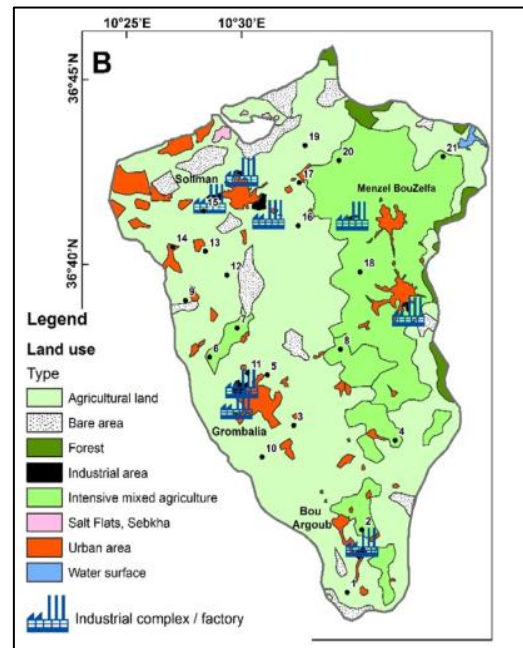 10°25'E 10°30'E
36°45'N
B
19
20
21
Soliman
17
Menzel BouZelfa
15
16
36°40'N
14
13
18
12
9
7
6
8
11
5
Grombalia
3
4
10
Bou
Argoub
2
1
Legend
Land use
Type
Agricultural land
Bare area
Forest
Industrial area
Intensive mixed agriculture
Salt Flats, Sebkha
Urban area
Water surface
Industrial complex / factory